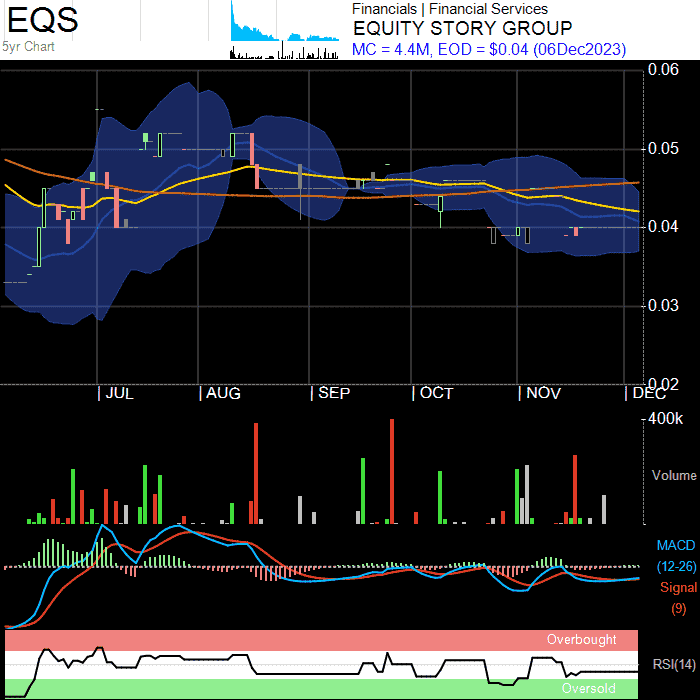 EQS
5yr Chart
Financials | Financial Services
EQUITY STORY GROUP
MC = 4.4M, EOD = $0.04 (06Dec2023)
0.06
0.05
0.04
0.03
0.02
JUL
AUG
SEP
OCT
NOV
DEC
400k
Volume
MACD
(12-26)
Signal
(9)
Overbought
RSI(14)
Oversold